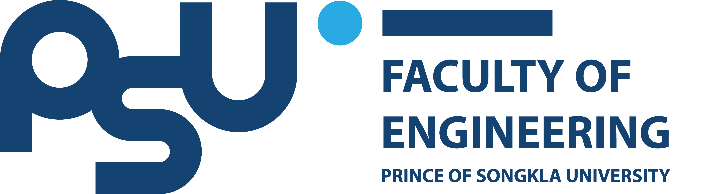 PSU
FACULTY OF
ENGINEERING
PRINCE OF SONGKLA UNIVERSITY